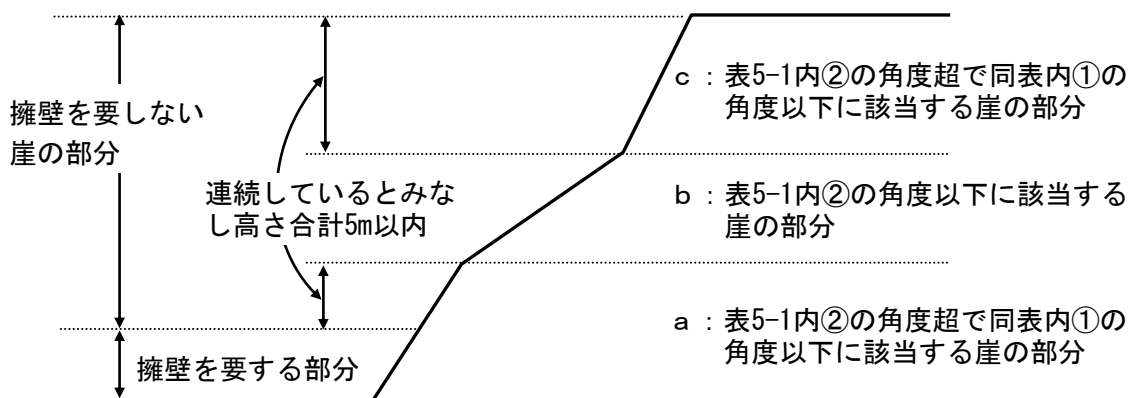 擁壁を要しない
崖の部分
連続しているとみな
し高さ合計5m以内
擁壁を要する部分
c：表5-1内②の角度超で同表内①の
角度以下に該当する崖の部分
b：表5-1内②の角度以下に該当する
崖の部分
a：表5-1内②の角度超で同表内①の
角度以下に該当する崖の部分